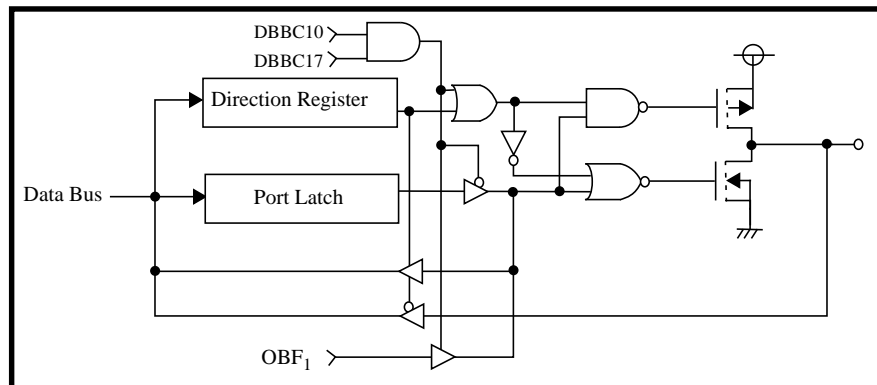 DBBC10
DBBC17
Direction Register
Data Bus
Port Latch
OBF1